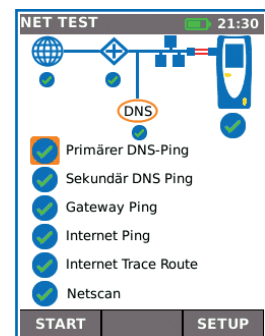 NET TEST 21:30
DNS
Primärer DNS-Ping
Sekundär DNS Ping
Gateway Ping
Internet Ping
Internet Trace Route
Netscan
START SETUP